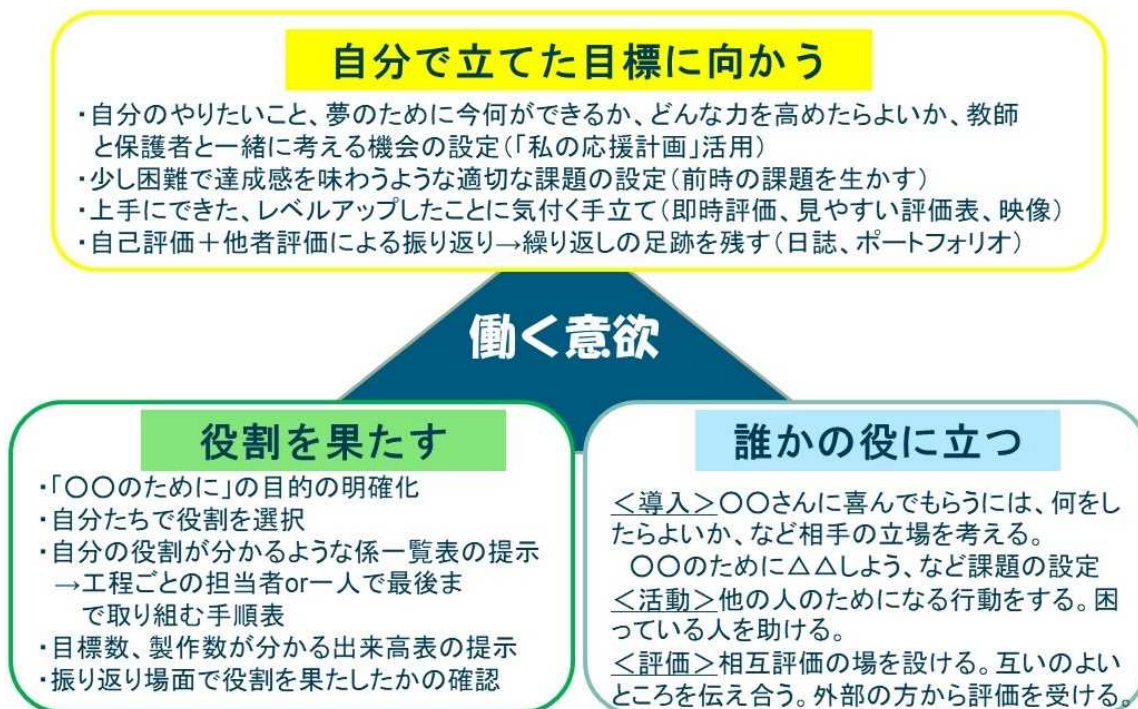 自分で立てた目標に向かう
・自分のやりたいこと、夢のために今何ができるか、どんな力を高めたらよいか、教師
と保護者と一緒に考える機会の設定(「私の応援計画」活用)
・少し困難で達成感を味わうような適切な課題の設定(前時の課題を生かす)
・上手にできた、レベルアップしたことに気付く手立て(即時評価、見やすい評価表、映像)
・自己評価+他者評価による振り返り→繰り返しの足跡を残す(日誌、ポートフォリオ)
働く意欲
役割を果たす
・「〇〇のために」の目的の明確化
・自分たちで役割を選択
・自分の役割が分かるような係一覧表の提示
→工程ごとの担当者or一人で最後ま
で取り組む手順表
・目標数、製作数が分かる出来高表の提示
・振り返り場面で役割を果たしたかの確認
誰かの役に立つ
<導入>〇〇さんに喜んでもらうには、何をし
たらよいか、など相手の立場を考える。
〇〇のために△△しよう、など課題の設定
<活動>他の人のためになる行動をする。困
っている人を助ける。
<評価>相互評価の場を設ける。互いのよい
ところを伝え合う。外部の方から評価を受ける。